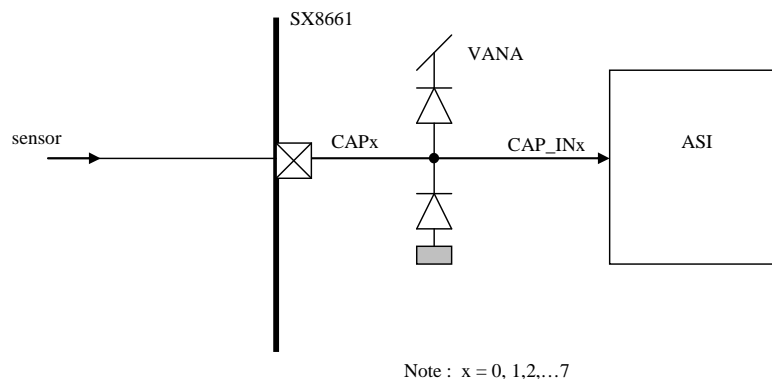 SX8661
VANA
sensor
CAPx
CAP_INx
ASI
Note : x = 0, 1,2,…7